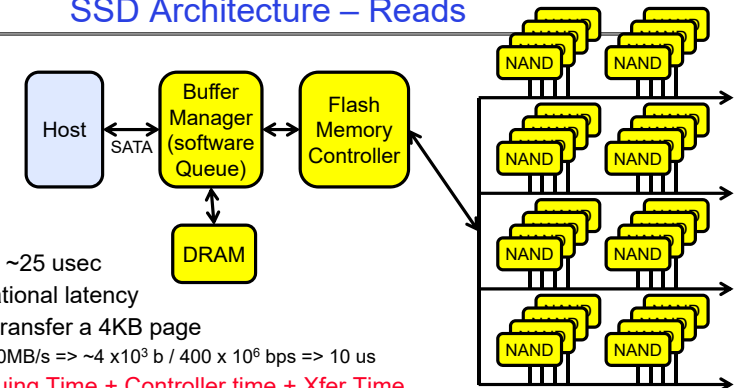 SSD Architecture – Reads
Host
SATA
Buffer
Manager
(software
Queue)
Flash
Memory
Controller
DRAM
NAND
NAND
NAND
NAND
NAND
NAND
NAND
NAND
~25 usec
ational latency
ransfer a 4KB page
0MB/s => ~4 x10³ b / 400 x 10⁶ bps => 10 us
uing Time + Controller time + Xfer Time